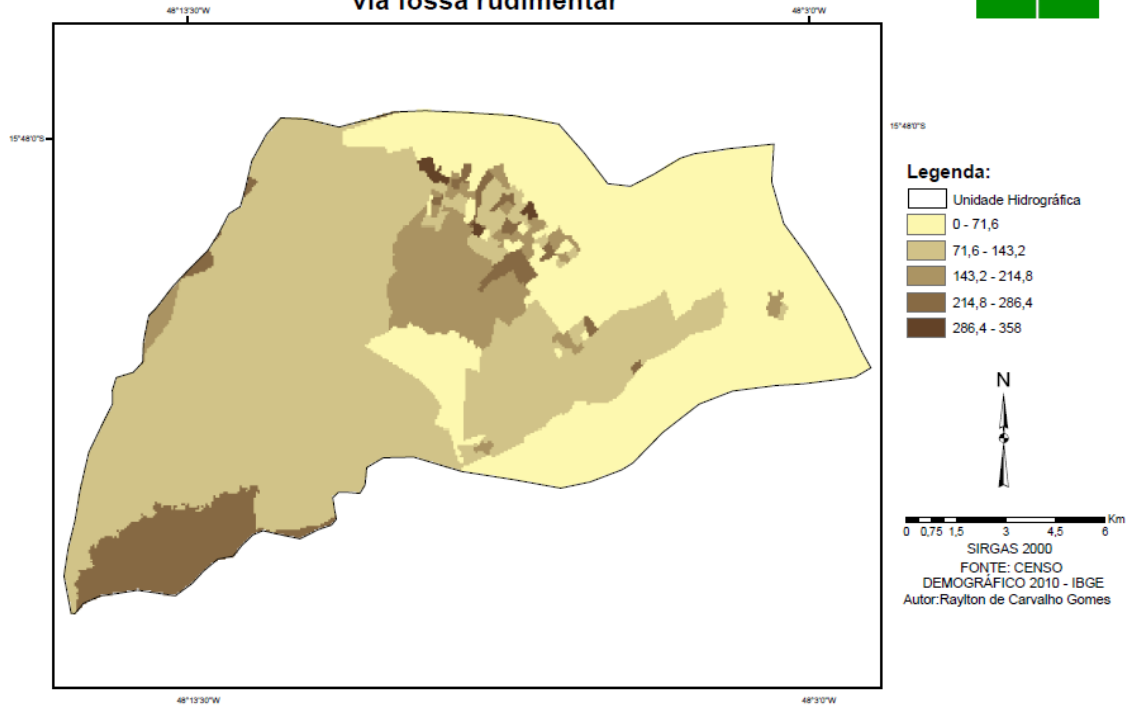 via fossa rudimentar
48°13'30"W
48°3'0"W
15°48'0"S
15°48'0"S
Legenda:
Unidade Hidrográfica
0 - 71,6
71,6 - 143,2
143,2 - 214,8
214,8 - 286,4
286,4 - 358
N
Km
0 0,75 1,5 3 4,5 6
SIRGAS 2000
FONTE: CENSO
DEMOGRÁFICO 2010 - IBGE
Autor:Raylton de Carvalho Gomes
48°13'30"W
48°3'0"W